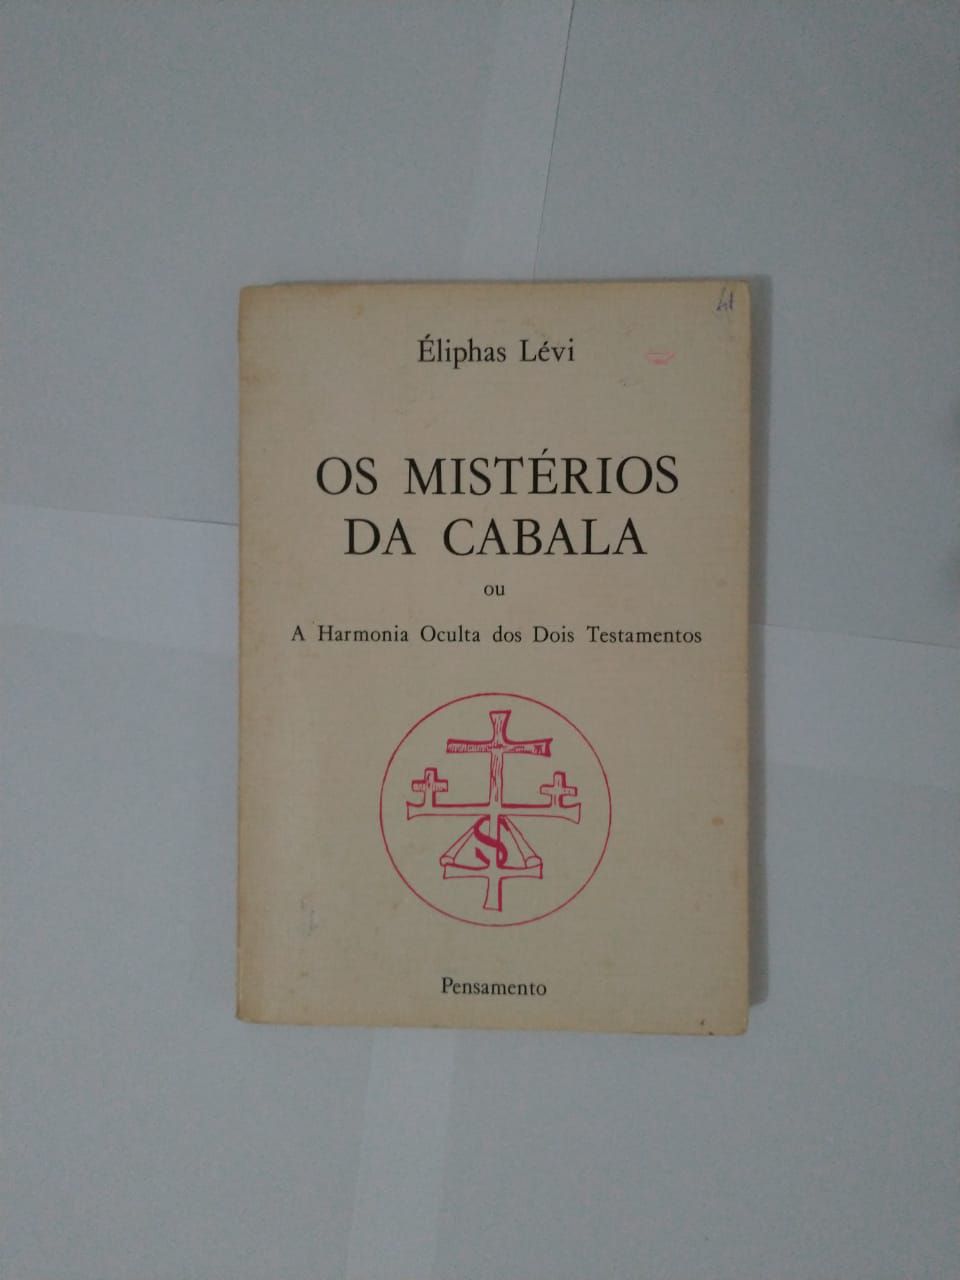 Éliphas Lévi
OS MISTÉRIOS
DA CABALA
ou
A Harmonia Oculta dos Dois Testamentos
S
Pensamento